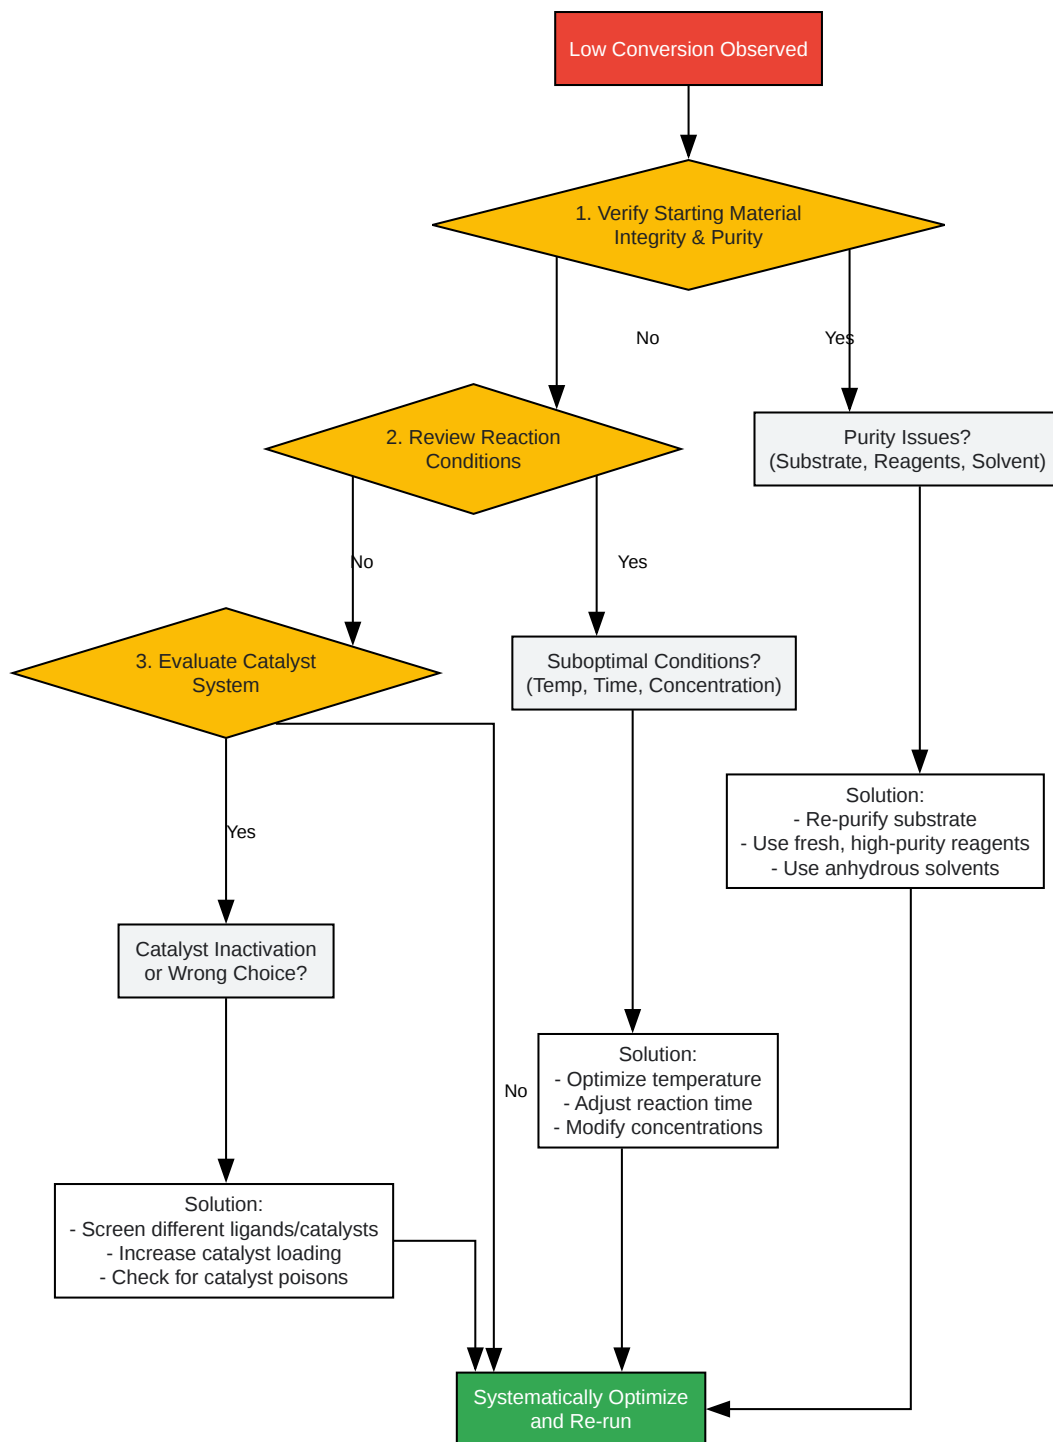 Low Conversion Observed
1. Verify Starting Material
Integrity & Purity
No
Yes
2. Review Reaction
Conditions
Purity Issues?
(Substrate, Reagents, Solvent)
No
Yes
3. Evaluate Catalyst
System
Suboptimal Conditions?
(Temp, Time, Concentration)
Solution:
- Re-purify substrate
- Use fresh, high-purity reagents
- Use anhydrous solvents
Yes
Catalyst Inactivation
or Wrong Choice?
No
Solution:
- Optimize temperature
- Adjust reaction time
- Modify concentrations
Solution:
- Screen different ligands/catalysts
- Increase catalyst loading
- Check for catalyst poisons
Systematically Optimize
and Re-run